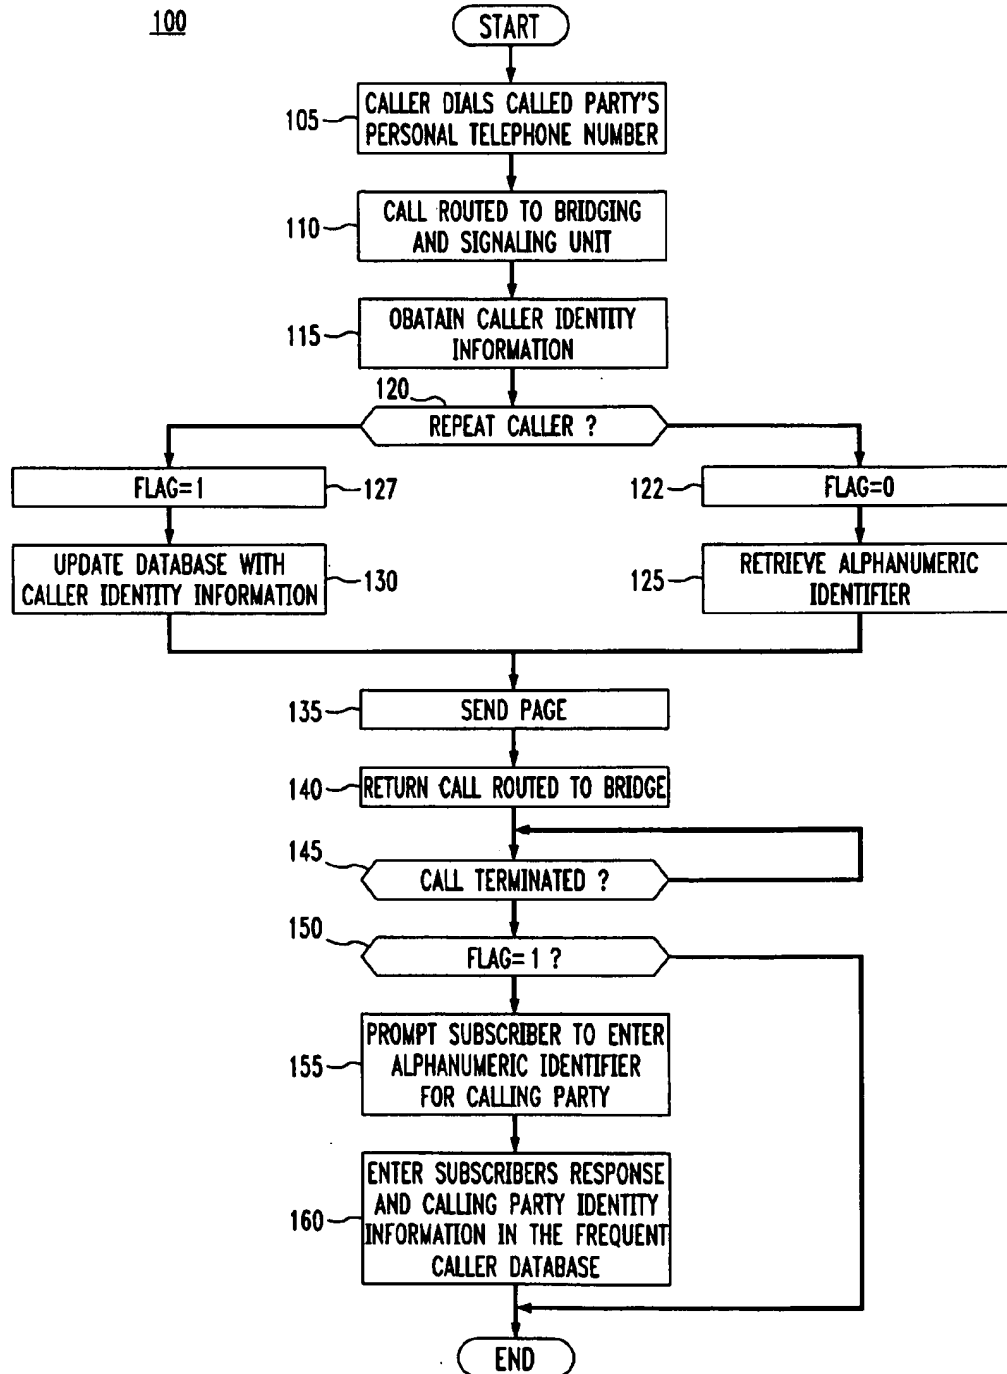 100
START
105
CALLER DIALS CALLED PARTY'S
PERSONAL TELEPHONE NUMBER
110
CALL ROUTED TO BRIDGING
AND SIGNALING UNIT
115
OBATAIN CALLER IDENTITY
INFORMATION
120
REPEAT CALLER ?
FLAG=1
127
122
FLAG=0
UPDATE DATABASE WITH
CALLER IDENTITY INFORMATION
130
125
RETRIEVE ALPHANUMERIC
IDENTIFIER
135
SEND PAGE
140
RETURN CALL ROUTED TO BRIDGE
145
CALL TERMINATED ?
150
FLAG=1 ?
155
PROMPT SUBSCRIBER TO ENTER
ALPHANUMERIC IDENTIFIER
FOR CALLING PARTY
160
ENTER SUBSCRIBERS RESPONSE
AND CALLING PARTY IDENTITY
INFORMATION IN THE FREQUENT
CALLER DATABASE
END